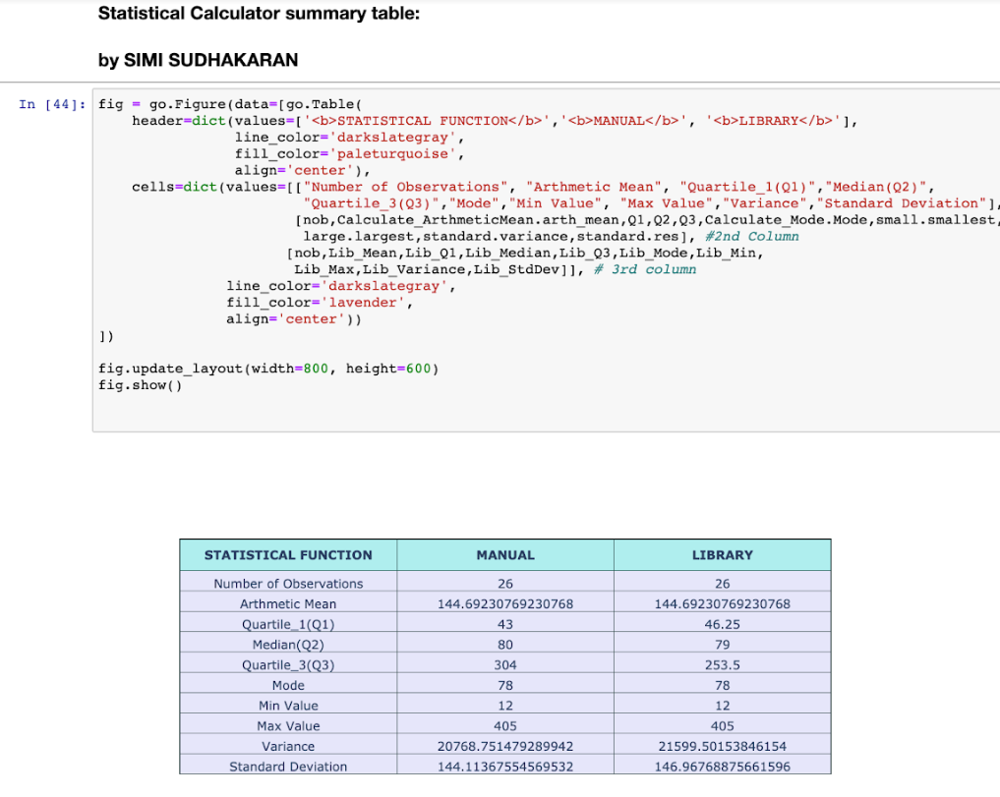 Statistical Calculator summary table:
by SIMI SUDHAKARAN
In [44]: fig = go.Figure(data=[go.Table(
header=dict(values=['<b>STATISTICAL FUNCTION</b>','<b>MANUAL</b>', '<b>LIBRARY</b>'],
line_color='darkslategray',
fill_color='paleturquoise',
align='center'),
cells=dict(values=[["Number of Observations", "Arthmetic Mean", "Quartile_1(Q1)","Median(Q2)",
"Quartile_3(Q3)","Mode","Min Value", "Max Value","Variance","Standard Deviation"],
[nob,Calculate_ArithmeticMean.arth_mean,Q1,Q2,Q3,Calculate_Mode.Mode,small.smallest,
large.largest,standard.variance,standard.res], #2nd Column
[nob,Lib_Mean,Lib_Q1,Lib_Median,Lib_Q3,Lib_Mode,Lib_Min,
Lib_Max,Lib_Variance,Lib_StdDev]], # 3rd column
line_color='darkslategray',
fill_color='lavender',
align='center'))
])
fig.update_layout(width=800, height=600)
fig.show()
STATISTICAL FUNCTION MANUAL LIBRARY
Number of Observations 26 26
Arthmetic Mean 144.69230769230768 144.69230769230768
Quartile_1(Q1) 43 46.25
Median(Q2) 80 79
Quartile_3(Q3) 304 253.5
Mode 78 78
Min Value 12 12
Max Value 405 405
Variance 20768.751479289942 21599.50153846154
Standard Deviation 144.11367554569532 146.96768875661596